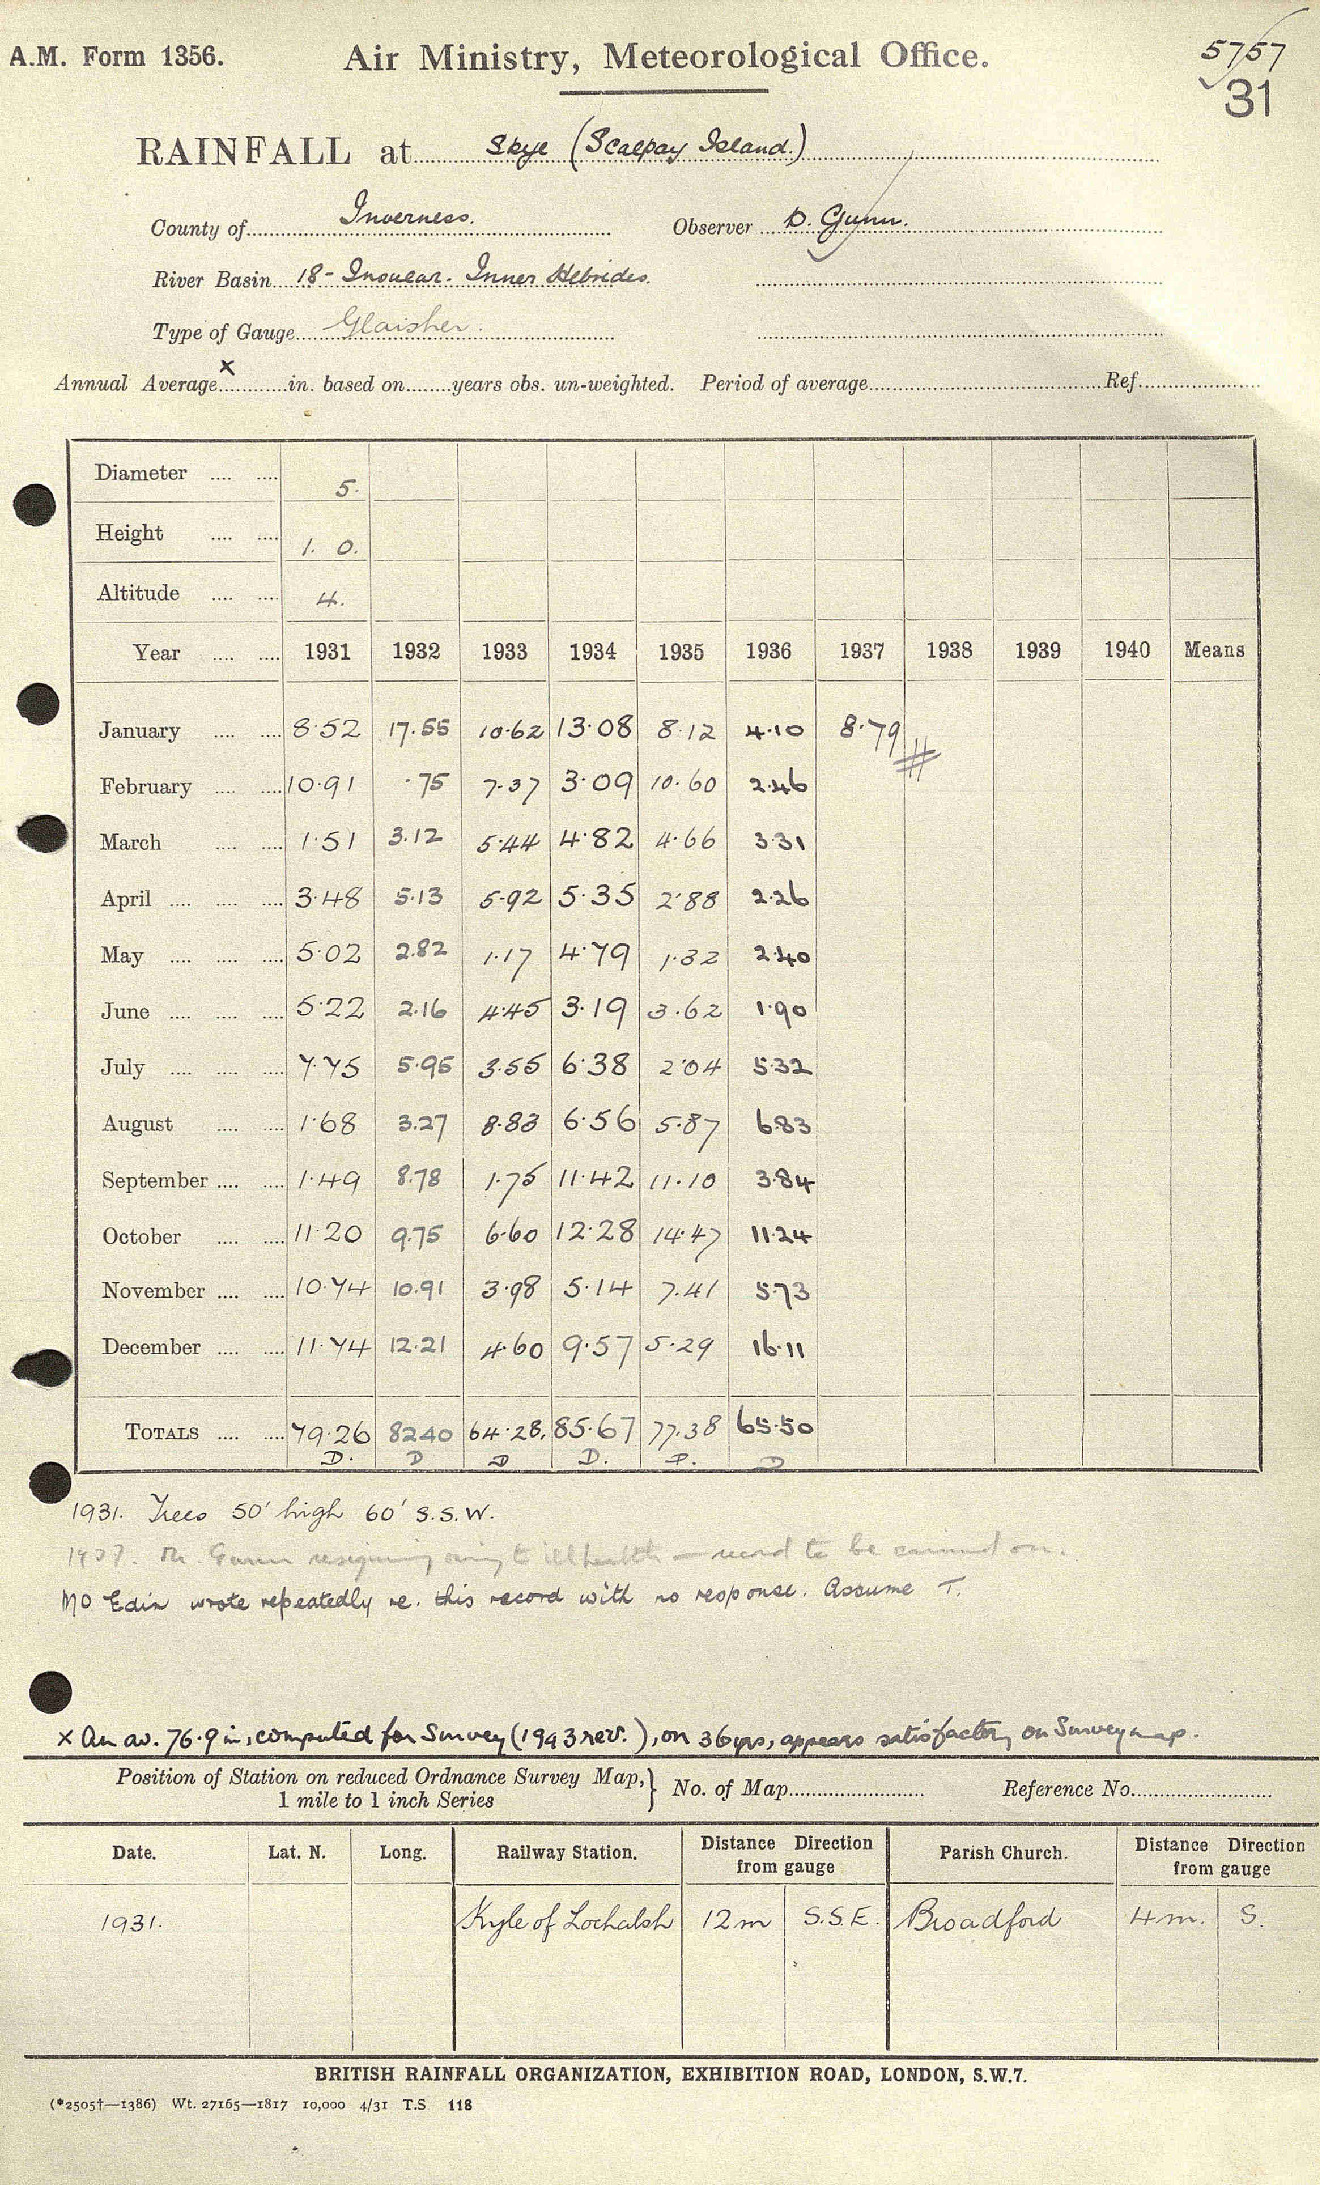 A.M. Form 1356. Air Ministry, Meteorological Office. 5757
31
RAINFALL at Skye (Scalpay Island.)
County of Inverness. Observer D. Gunn.
River Basin 18 - Insular. Inner Hebrides.
Type of Gauge Glaisher.
Annual Average x in. based on years obs. un-weighted. Period of average Ref.
Diameter 5.
Height 1. 0.
Altitude 4.
Year 1931 1932 1933 1934 1935 1936 1937 1938 1939 1940 Means
January 8.52 17.55 10.62 13.08 8.12 4.10 8.79 #
February 10.91 .75 7.37 3.09 10.60 2.46
March 1.51 3.12 5.44 4.82 4.66 3.31
April 3.48 5.13 5.92 5.35 2.88 2.26
May 5.02 2.82 1.17 4.79 1.32 2.40
June 5.22 2.16 4.45 3.19 3.62 1.90
July 7.75 5.95 3.55 6.38 2.04 5.32
August 1.68 3.27 8.83 6.56 5.87 6.83
September 1.49 8.78 1.75 11.42 11.10 3.84
October 11.20 9.75 6.60 12.28 14.47 11.24
November 10.74 10.91 3.98 5.14 7.41 5.73
December 11.74 12.21 4.60 9.57 5.29 16.11
TOTALS 79.26 82.40 64.28. 85.67 77.38 65.50
D. D D D. D. D
1931. Trees 50' high 60' S.S.W.
1937. Mr. Gunn resigning owing to ill health — record to be carried on.
MO Edin wrote repeatedly re. this record with no response. Assume T.
x An av. 76.9 in, computed for Survey (1943 rev.), on 36 yrs, appears satisfactory on Survey map.
Position of Station on reduced Ordnance Survey Map, } No. of Map Reference No.
1 mile to 1 inch Series
Date. Lat. N. Long. Railway Station. Distance Direction from gauge Parish Church. Distance Direction from gauge
1931. Kyle of Lochalsh 12 m S.S.E. Broadford 4 m. S.
BRITISH RAINFALL ORGANIZATION, EXHIBITION ROAD, LONDON, S.W.7.
(*2505†—1386) Wt. 27165—1817 10,000 4/31 T.S 118